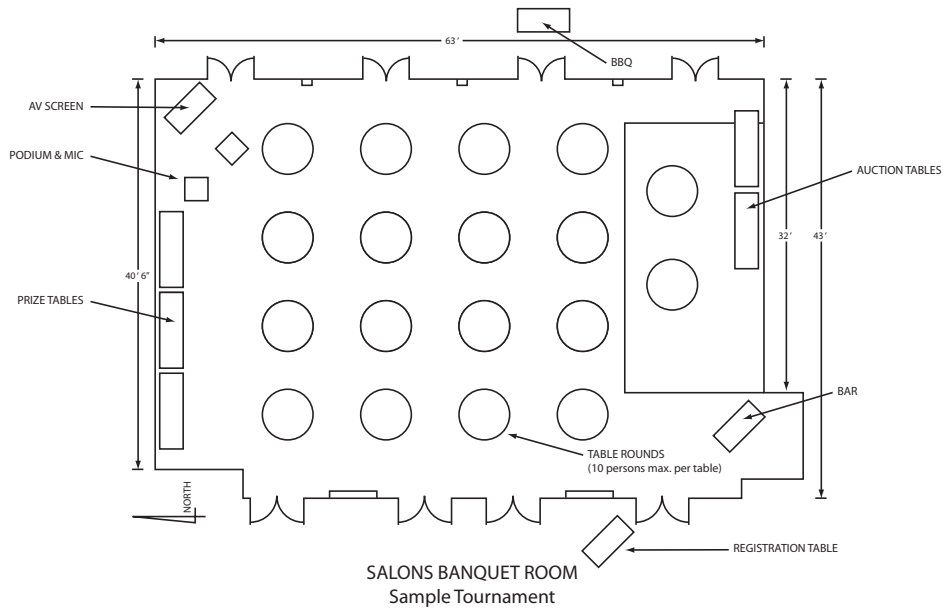 63’
BBQ
AV SCREEN
PODIUM & MIC
AUCTION TABLES
32’
43’
40’ 6”
PRIZE TABLES
BAR
TABLE ROUNDS
(10 persons max. per table)
NORTH
REGISTRATION TABLE
SALONS BANQUET ROOM
Sample Tournament